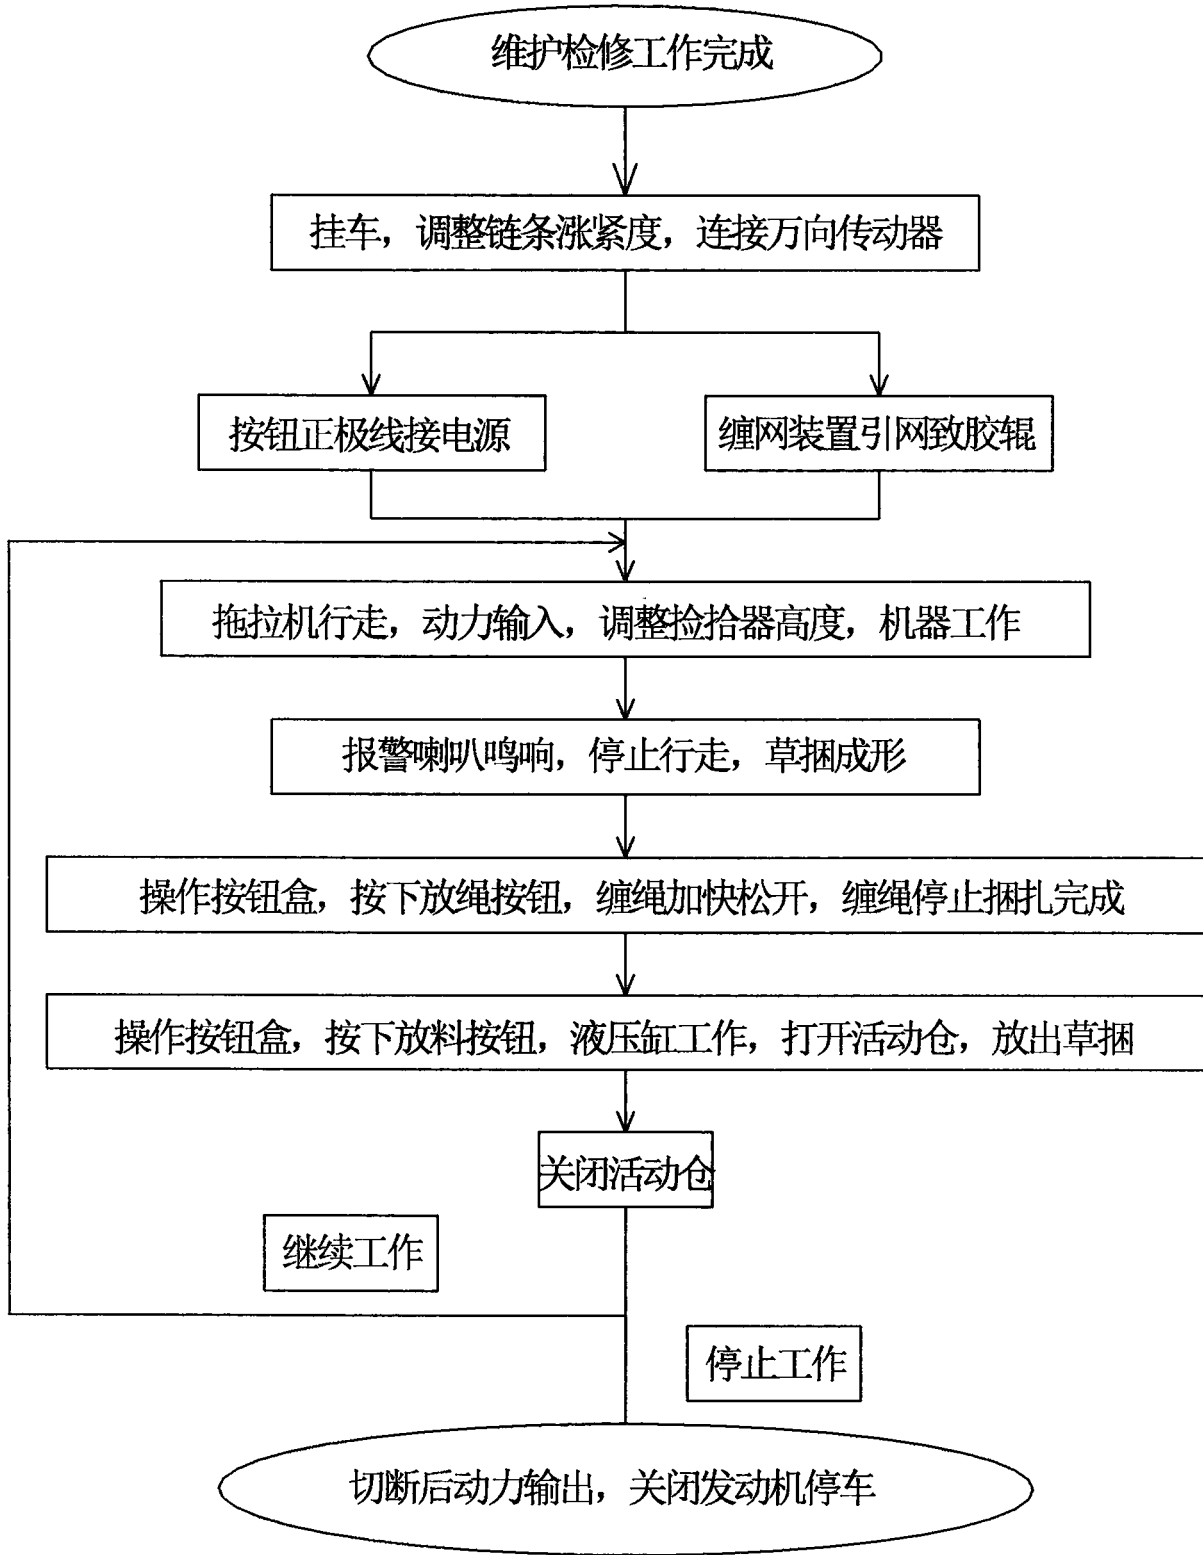 维护检修工作完成
挂车，调整链条涨紧度，连接万向传动器
按钮正极线接电源
缠网装置引网致胶辊
拖拉机行走，动力输入，调整捡拾器高度，机器工作
报警喇叭鸣响，停止行走，草捆成形
操作按钮盒，按下放绳按钮，缠绳加快松开，缠绳停止捆扎完成
操作按钮盒，按下放料按钮，液压缸工作，打开活动仓，放出草捆
关闭活动仓
继续工作
停止工作
切断后动力输出，关闭发动机停车